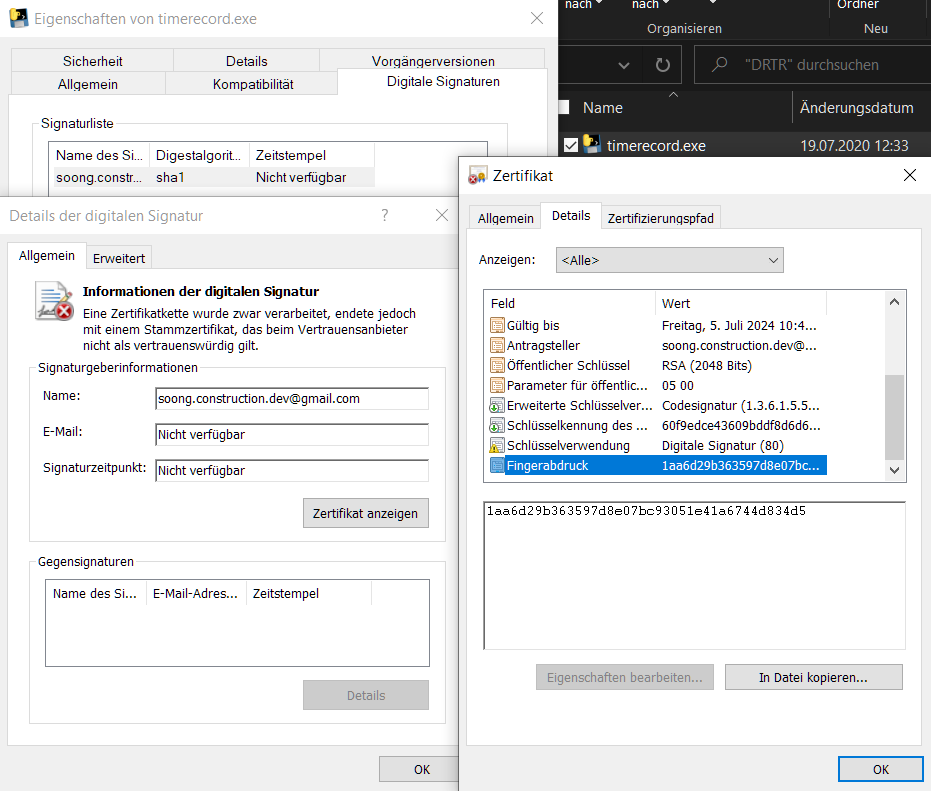 Eigenschaften von timerecord.exe
Sicherheit
Details
Vorgängerversionen
Allgemein
Kompatibilität
Digitale Signaturen
Signaturliste
Name des Si...
Digestalgorit...
Zeitstempel
soong.constr...
sha1
Nicht verfügbar
nach
nach
Ordner
Organisieren
Neu
"DRTR" durchsuchen
Name
Änderungsdatum
timerecord.exe
19.07.2020 12:33
Details der digitalen Signatur
?
Allgemein
Erweitert
Informationen der digitalen Signatur
Eine Zertifikatkette wurde zwar verarbeitet, endete jedoch
mit einem Stammzertifikat, das beim Vertrauensanbieter
nicht als vertrauenswürdig gilt.
Signaturgeberinformationen
Name:
soong.construction.dev@gmail.com
E-Mail:
Nicht verfügbar
Signaturzeitpunkt:
Nicht verfügbar
Zertifikat anzeigen
Gegensignaturen
Name des Si...
E-Mail-Adres...
Zeitstempel
Details
OK
Zertifikat
Allgemein
Details
Zertifizierungspfad
Anzeigen:
<Alle>
Feld
Wert
Gültig bis
Freitag, 5. Juli 2024 10:4...
Antragsteller
soong.construction.dev@...
Öffentlicher Schlüssel
RSA (2048 Bits)
Parameter für öffentlic...
05 00
Erweiterte Schlüsselver...
Codesignatur (1.3.6.1.5.5...
Schlüsselkennung des ...
60f9edce43609bddf8d6d6...
Schlüsselverwendung
Digitale Signatur (80)
Fingerabdruck
1aa6d29b363597d8e07bc...
1aa6d29b363597d8e07bc93051e41a6744d834d5
Eigenschaften bearbeiten...
In Datei kopieren...
OK